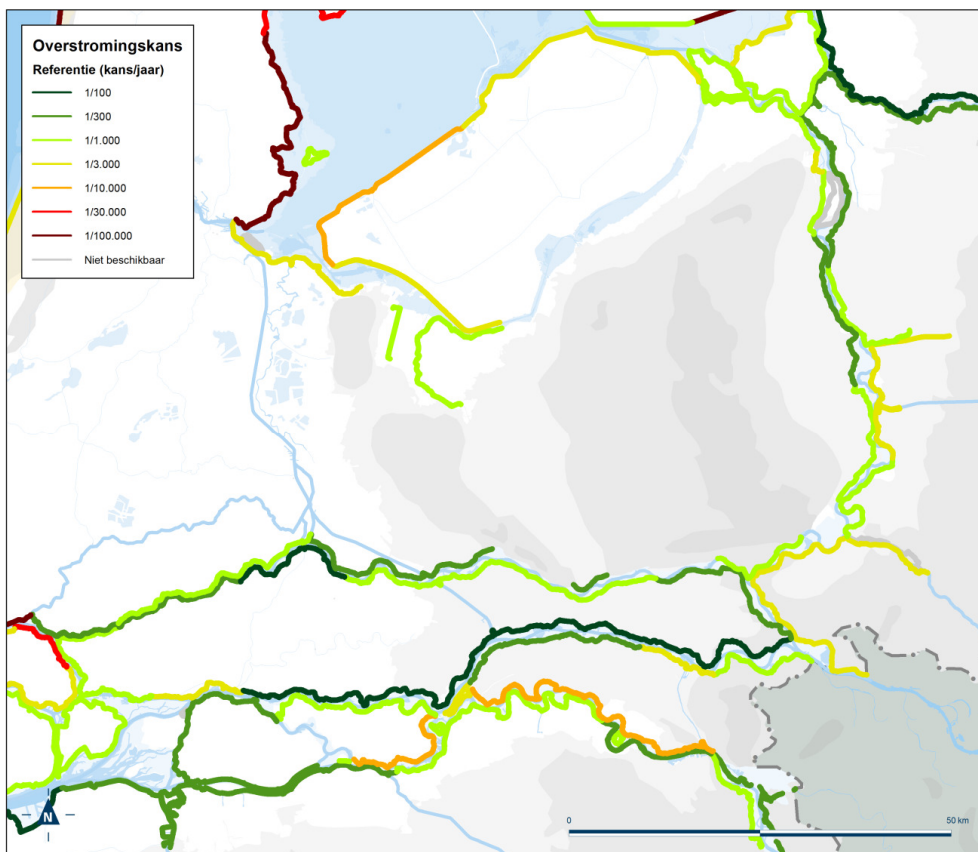 Overstromingskans
Referentie (kans/jaar)
1/100
1/300
1/1.000
1/3.000
1/10.000
1/30.000
1/100.000
Niet beschikbaar
N
0
50 km